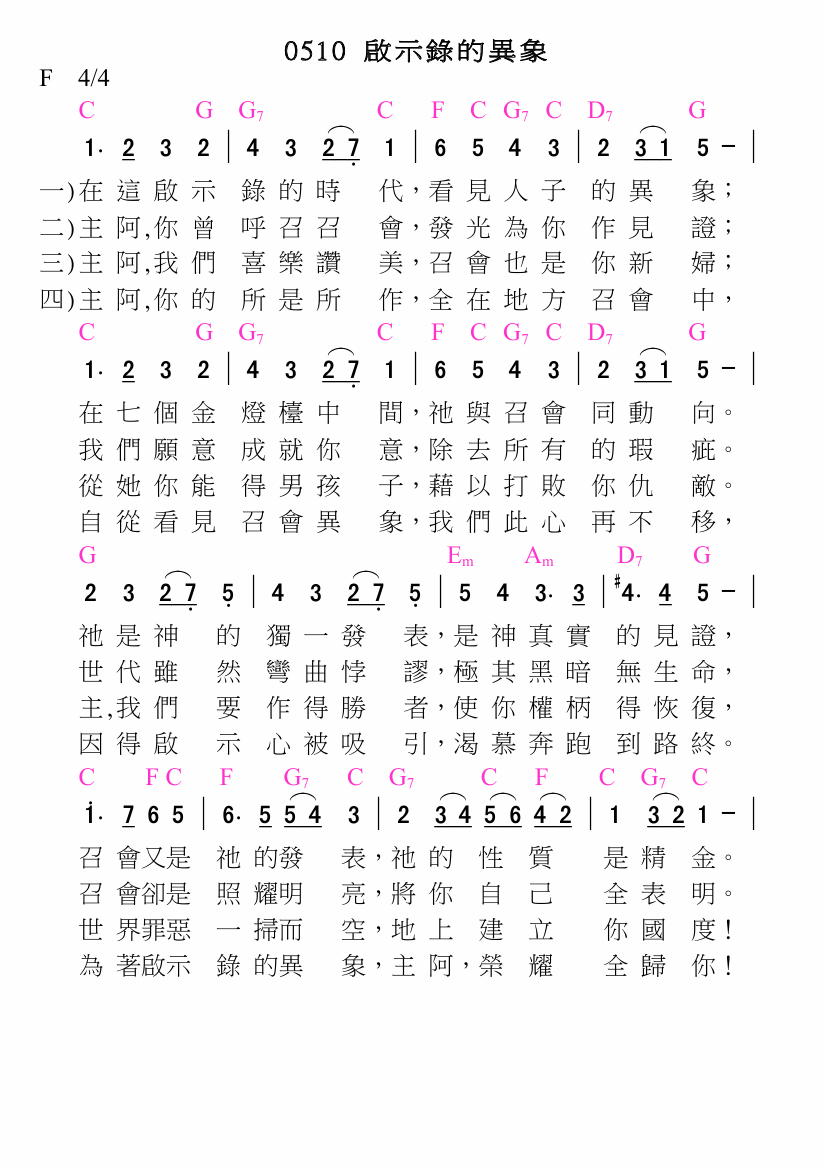 0510 啟示錄的異象
F 4/4
C G G7 C F C G7 C D7 G
1. 2 3 2 | 4 3 2 7 1 | 6 5 4 3 | 2 3 1 5 - |
一)在這啟示 錄的時 代，看見人子 的異 象；
二)主阿,你曾 呼召召 會，發光為你 作見 證；
三)主阿,我們 喜樂讚 美，召會也是 你新 婦；
四)主阿,你的 所是所 作，全在地方 召會 中，
C G G7 C F C G7 C D7 G
1. 2 3 2 | 4 3 2 7 1 | 6 5 4 3 | 2 3 1 5 - |
在七個金 燈檯中 間，祂與召會 同動 向。
我們願意 成就你 意，除去所有 的瑕 疵。
從她你能 得男孩 子，藉以打敗 你仇 敵。
自從看見 召會異 象，我們此心 再不 移，
G Em Am D7 G
2 3 2 7 5 | 4 3 2 7 5 | 5 4 3. 3 | #4. 4 5 - |
祂是神 的 獨一發 表，是神真實 的見證，
世代雖 然 彎曲悖 謬，極其黑暗 無生命，
主,我們 要 作得勝 者，使你權柄 得恢復，
因得啟 示 心被吸 引，渴慕奔跑 到路終。
C F C F G7 C G7 C F C G7 C
1. 7 6 5 | 6. 5 5 4 3 | 2 3 4 5 6 4 2 | 1 3 2 1 - |
召會又是 祂的發 表，祂的 性 質 是精 金。
召會卻是 照耀明 亮，將你 自 己 全表 明。
世界罪惡 一掃而 空，地上 建 立 你國 度！
為著啟示 錄的異 象，主阿，榮 耀 全歸 你！